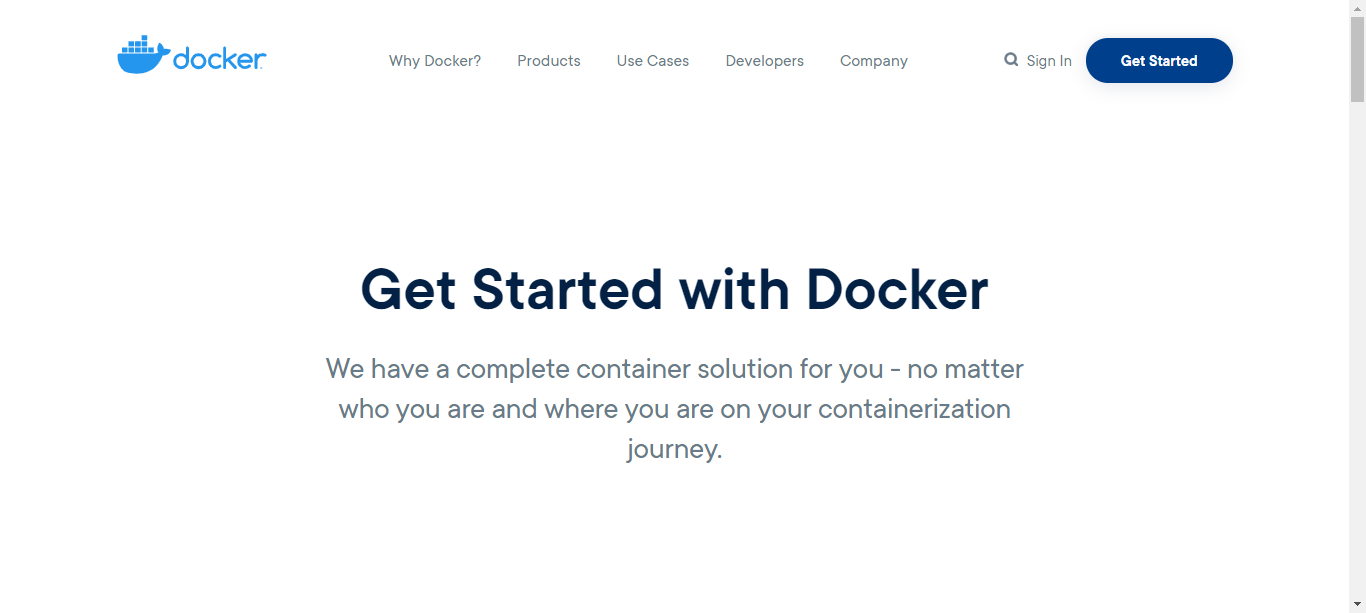 docker
Why Docker?
Products
Use Cases
Developers
Company
Sign In
Get Started
Get Started with Docker
We have a complete container solution for you - no matter
who you are and where you are on your containerization
journey.